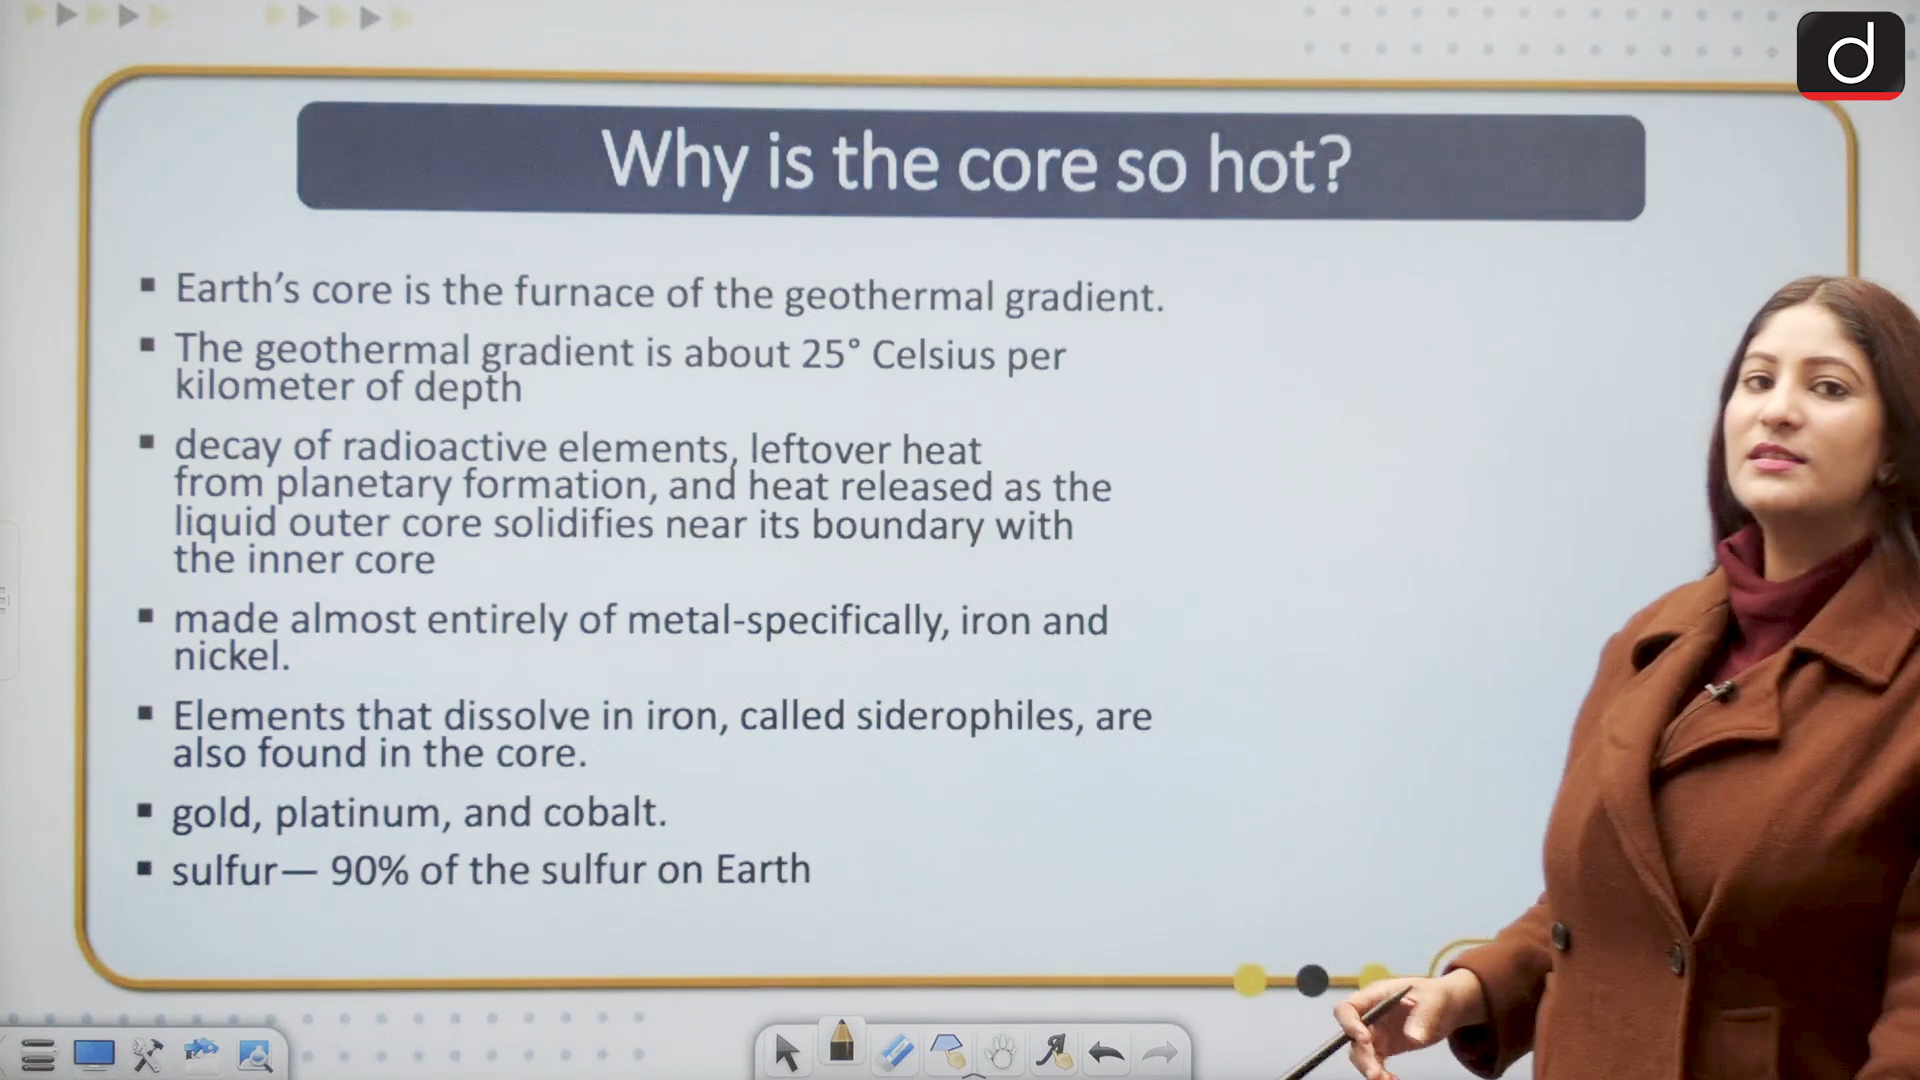 d
Why is the core so hot?
▪ Earth's core is the furnace of the geothermal gradient.
▪ The geothermal gradient is about 25° Celsius per
kilometer of depth
▪ decay of radioactive elements, leftover heat
from planetary formation, and heat released as the
liquid outer core solidifies near its boundary with
the inner core
▪ made almost entirely of metal-specifically, iron and
nickel.
▪ Elements that dissolve in iron, called siderophiles, are
also found in the core.
▪ gold, platinum, and cobalt.
▪ sulfur— 90% of the sulfur on Earth